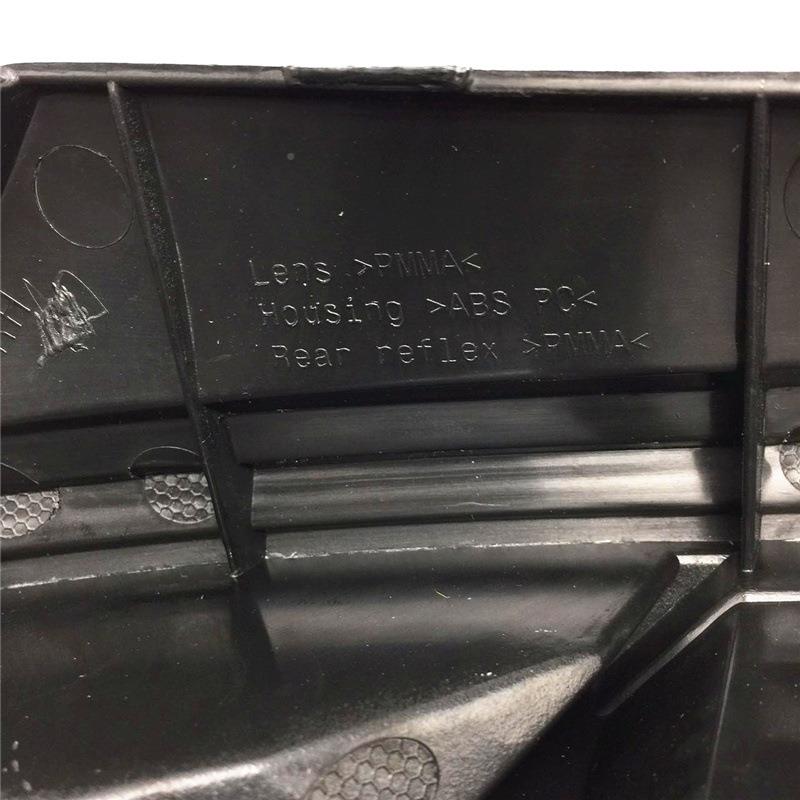 Lens >PMMA<
Housing >ABS PC<
Rear reflex >PMMA<